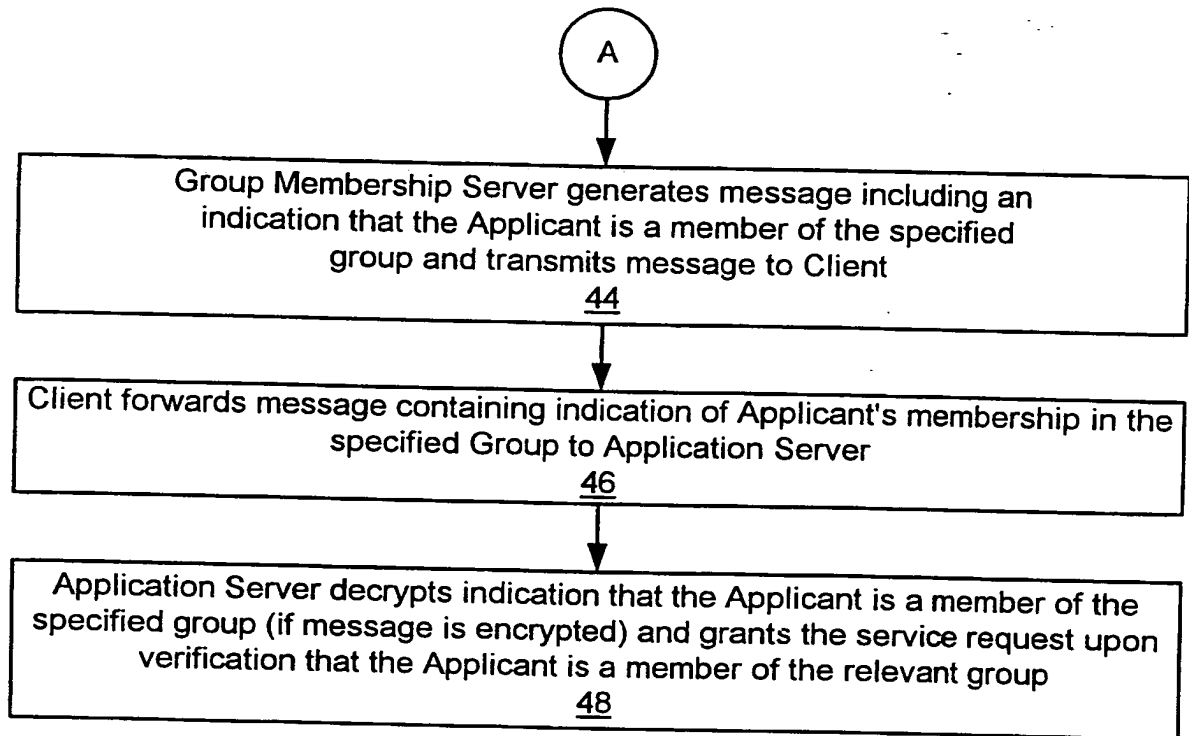 A
Group Membership Server generates message including an
indication that the Applicant is a member of the specified
group and transmits message to Client
44
Client forwards message containing indication of Applicant's membership in the
specified Group to Application Server
46
Application Server decrypts indication that the Applicant is a member of the
specified group (if message is encrypted) and grants the service request upon
verification that the Applicant is a member of the relevant group
48